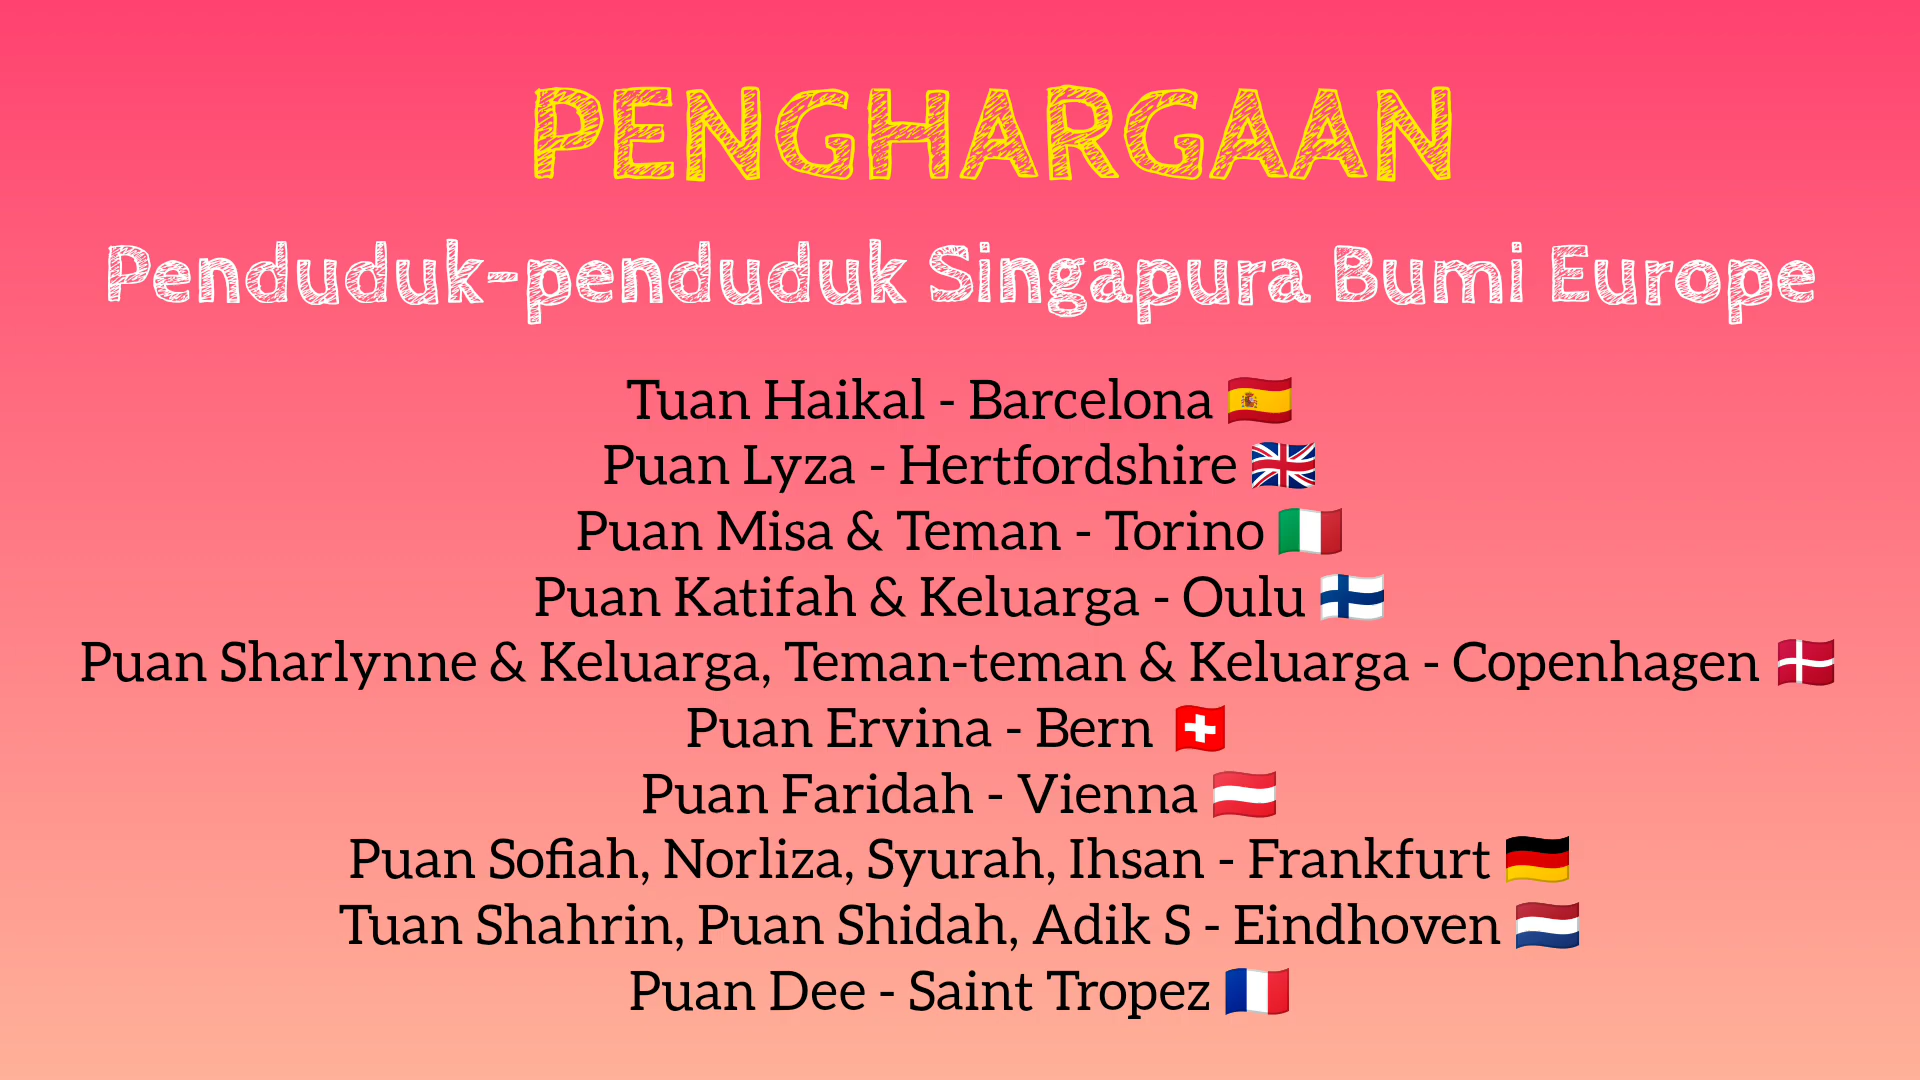 PENGHARGAAN
Penduduk-penduduk Singapura Bumi Europe
Tuan Haikal - Barcelona 🇪🇸
Puan Lyza - Hertfordshire 🇬🇧
Puan Misa & Teman - Torino 🇮🇹
Puan Katifah & Keluarga - Oulu 🇫🇮
Puan Sharlynne & Keluarga, Teman-teman & Keluarga - Copenhagen 🇩🇰
Puan Ervina - Bern 🇨🇭
Puan Faridah - Vienna 🇦🇹
Puan Sofiah, Norliza, Syurah, Ihsan - Frankfurt 🇩🇪
Tuan Shahrin, Puan Shidah, Adik S - Eindhoven 🇳🇱
Puan Dee - Saint Tropez 🇫🇷